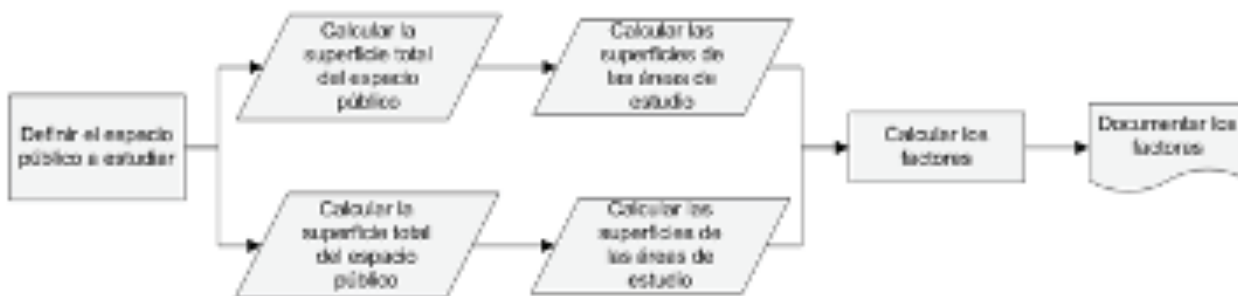 Definir el espacio
público a estudiar
Calcular la
superficie total
del espacio
público
Calcular las
superficies de
las áreas de
estudio
Calcular la
superficie total
del espacio
público
Calcular las
superficies de
las áreas de
estudio
Calcular los
factores
Documentar los
factores